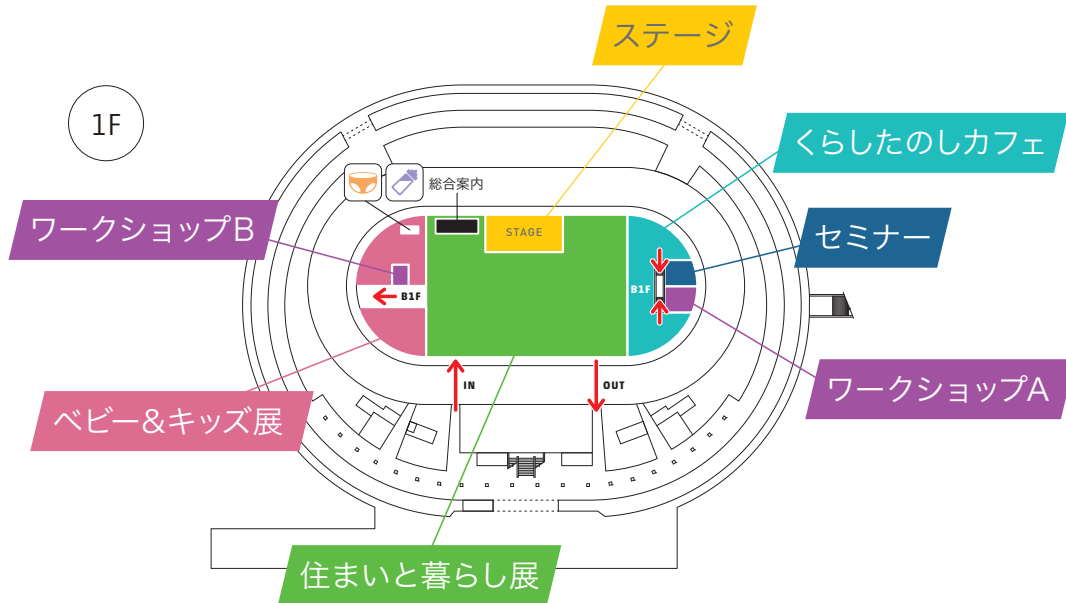 ステージ
1F
くらしたのしカフェ
総合案内
ワークショップB
STAGE
セミナー
B1F
B1F
IN
OUT
ワークショップA
ベビー&キッズ展
住まいと暮らし展